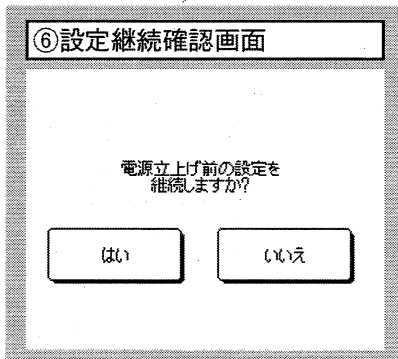 ⑥設定継続確認画面
電源立上げ前の設定を
継続しますか?
はい
いいえ